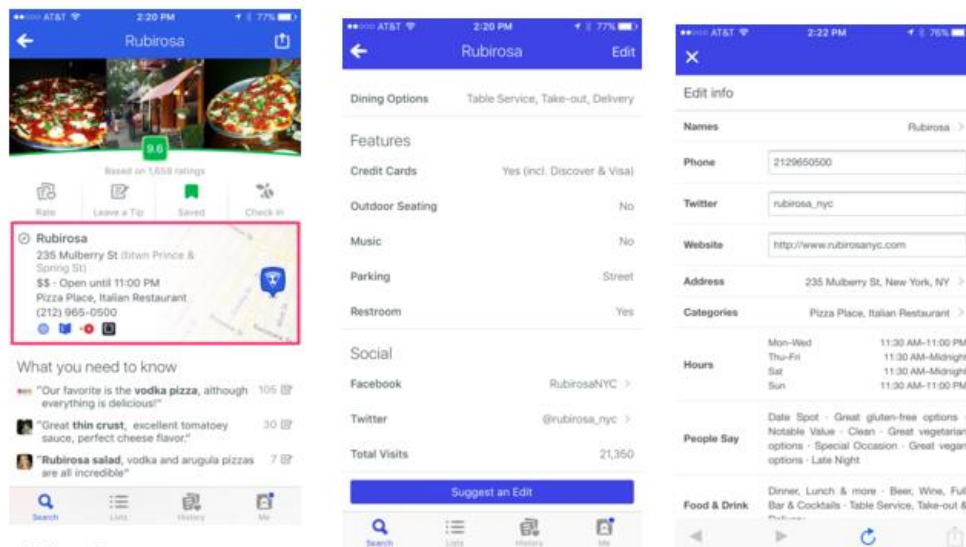 AT&T 2:20 PM 77%
Rubirosa
9.6
Based on 1,658 ratings
Rate Leave a Tip Saved Check in
Rubirosa
235 Mulberry St (btwn Prince &
Spring St)
$$ · Open until 11:00 PM
Pizza Place, Italian Restaurant
(212) 965-0500
What you need to know
"Our favorite is the vodka pizza, although 105
everything is delicious!"
"Great thin crust, excellent tomatoey 30
sauce, perfect cheese flavor."
"Rubirosa salad, vodka and arugula pizzas 7
are all incredible"
Search Lists History Me
AT&T 2:20 PM 77%
Rubirosa Edit
Dining Options Table Service, Take-out, Delivery
Features
Credit Cards Yes (incl. Discover & Visa)
Outdoor Seating No
Music No
Parking Street
Restroom Yes
Social
Facebook RubirosaNYC >
Twitter @rubirosa_nyc >
Total Visits 21,350
Suggest an Edit
Search Lists History Me
AT&T 2:22 PM 76%
Edit info
Names Rubirosa >
Phone 2129650500
Twitter rubirosa_nyc
Website http://www.rubirosanyc.com
Address 235 Mulberry St, New York, NY >
Categories Pizza Place, Italian Restaurant >
Hours
Mon-Wed 11:30 AM–11:00 PM
Thu-Fri 11:30 AM–Midnight
Sat 11:30 AM–Midnight
Sun 11:30 AM–11:00 PM
People Say
Date Spot · Great gluten-free options ·
Notable Value · Clean · Great vegetarian
options · Special Occasion · Great vegan
options · Late Night
Food & Drink
Dinner, Lunch & more · Beer, Wine, Full
Bar & Cocktails · Table Service, Take-out &